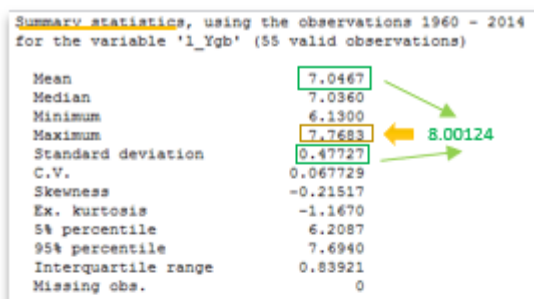 Summary statistics, using the observations 1960 - 2014
for the variable 'l_Ygb' (55 valid observations)
Mean 7.0467
Median 7.0360
Minimum 6.1300
Maximum 7.7683 8.00124
Standard deviation 0.47727
C.V. 0.067729
Skewness -0.21517
Ex. kurtosis -1.1670
5% percentile 6.2087
95% percentile 7.6940
Interquartile range 0.83921
Missing obs. 0